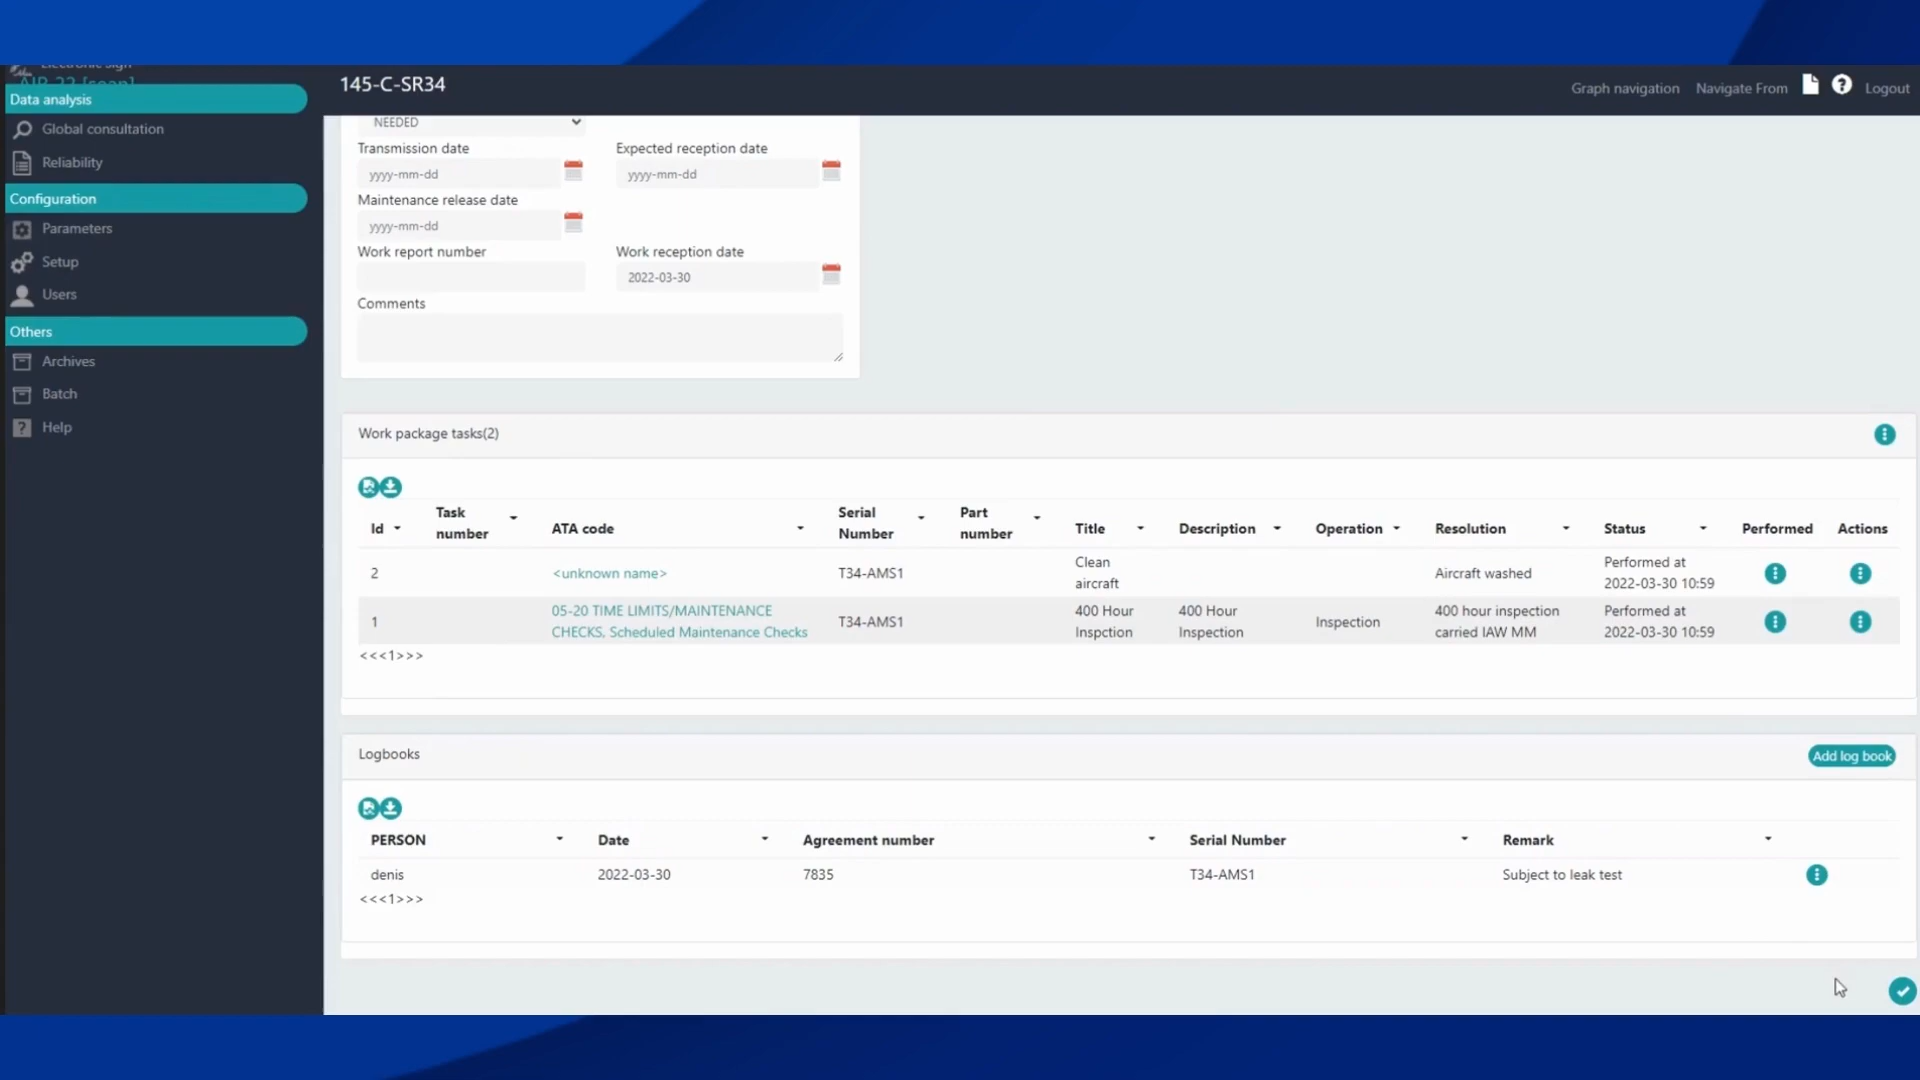 Electronic sign
AIR-22 [soap]
Data analysis
Global consultation
Reliability
Configuration
Parameters
Setup
Users
Others
Archives
Batch
Help
145-C-SR34
Graph navigation Navigate From ? Logout
NEEDED
Transmission date Expected reception date
yyyy-mm-dd yyyy-mm-dd
Maintenance release date
yyyy-mm-dd
Work report number Work reception date
2022-03-30
Comments
Work package tasks(2)
Id Task number ATA code Serial Number Part number Title Description Operation Resolution Status Performed Actions
2 <unknown name> T34-AMS1 Clean aircraft Aircraft washed Performed at 2022-03-30 10:59
1 05-20 TIME LIMITS/MAINTENANCE CHECKS, Scheduled Maintenance Checks T34-AMS1 400 Hour Inspction 400 Hour Inspection Inspection 400 hour inspection carried IAW MM Performed at 2022-03-30 10:59
<<<1>>>
Logbooks Add log book
PERSON Date Agreement number Serial Number Remark
denis 2022-03-30 7835 T34-AMS1 Subject to leak test
<<<1>>>